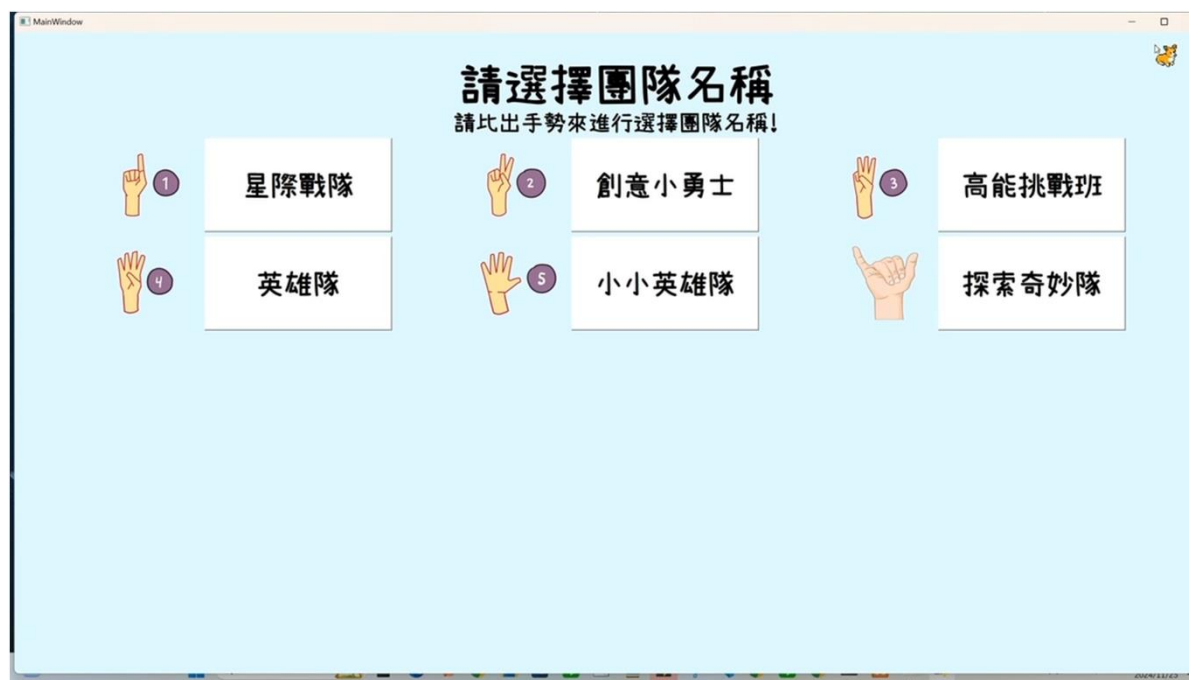 MainWindow
請選擇團隊名稱
請比出手勢來進行選擇團隊名稱!
1 星際戰隊 2 創意小勇士 3 高能挑戰班
4 英雄隊 5 小小英雄隊 探索奇妙隊